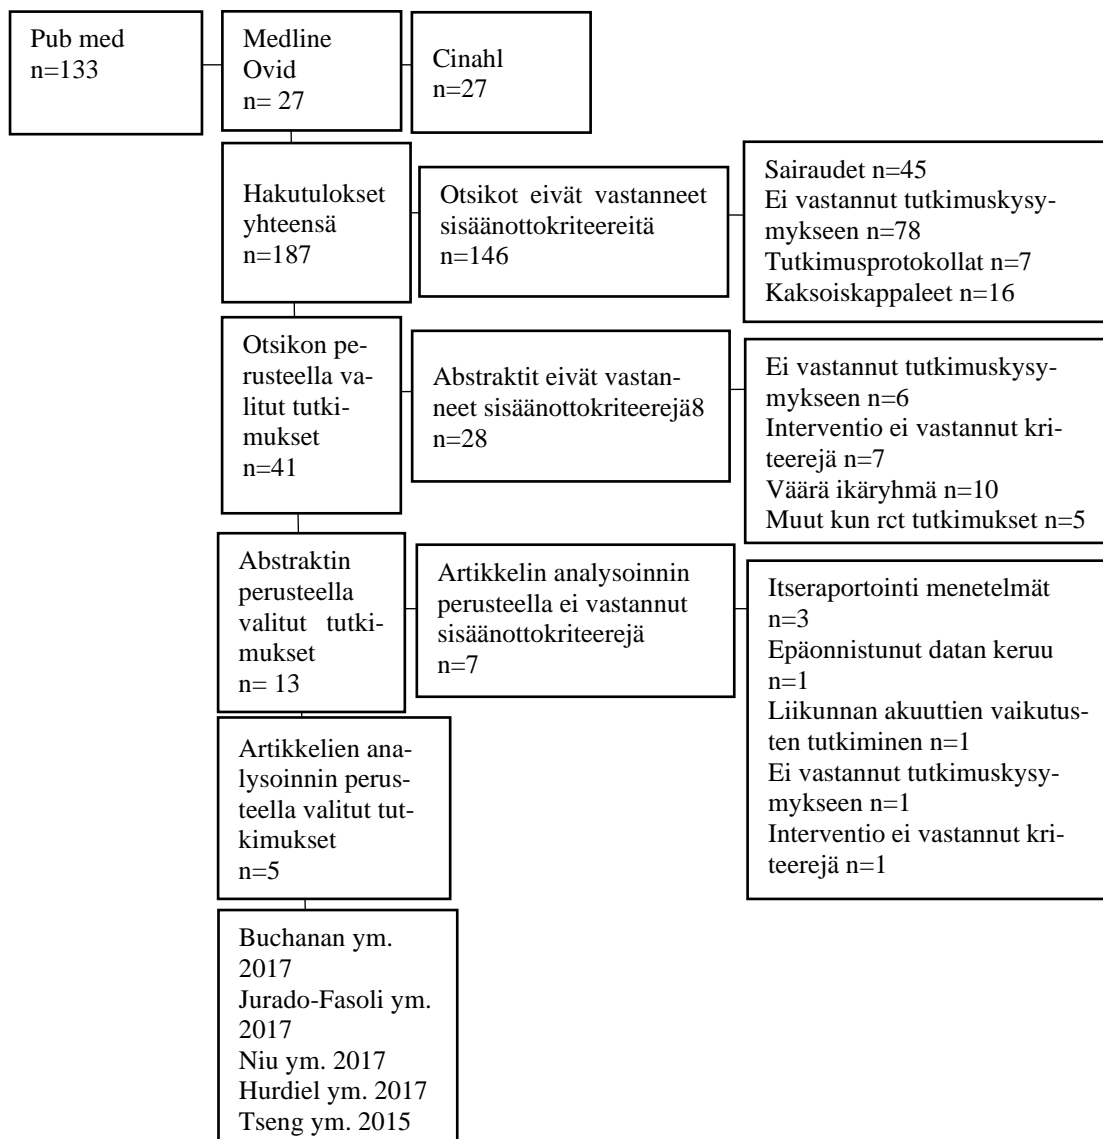 Pub med
n=133
Medline
Ovid
n= 27
Cinahl
n=27
Hakutulokset
yhteensä
n=187
Otsikot eivät vastanneet
sisäänottokriteereitä
n=146
Sairaudet n=45
Ei vastannut tutkimuskysy-
mykseen n=78
Tutkimusprotokollat n=7
Kaksoiskappaleet n=16
Otsikon pe-
rusteella va-
litut tutki-
mukset
n=41
Abstraktit eivät vastan-
neet sisäänottokriteerejä8
n=28
Ei vastannut tutkimuskysy-
mykseen n=6
Interventio ei vastannut kri-
teerejä n=7
Väärä ikäryhmä n=10
Muut kun rct tutkimukset n=5
Abstraktin
perusteella
valitut tutki-
mukset
n= 13
Artikkelin analysoinnin
perusteella ei vastannut
sisäänottokriteerejä
n=7
Itseraportointi menetelmät
n=3
Epäonnistunut datan keruu
n=1
Liikunnan akuuttien vaikutus-
ten tutkiminen n=1
Ei vastannut tutkimuskysy-
mykseen n=1
Interventio ei vastannut kri-
teerejä n=1
Artikkelien ana-
lysoinnin perus-
teella valitut tut-
kimukset
n=5
Buchanan ym.
2017
Jurado-Fasoli ym.
2017
Niu ym. 2017
Hurdiel ym. 2017
Tseng ym. 2015